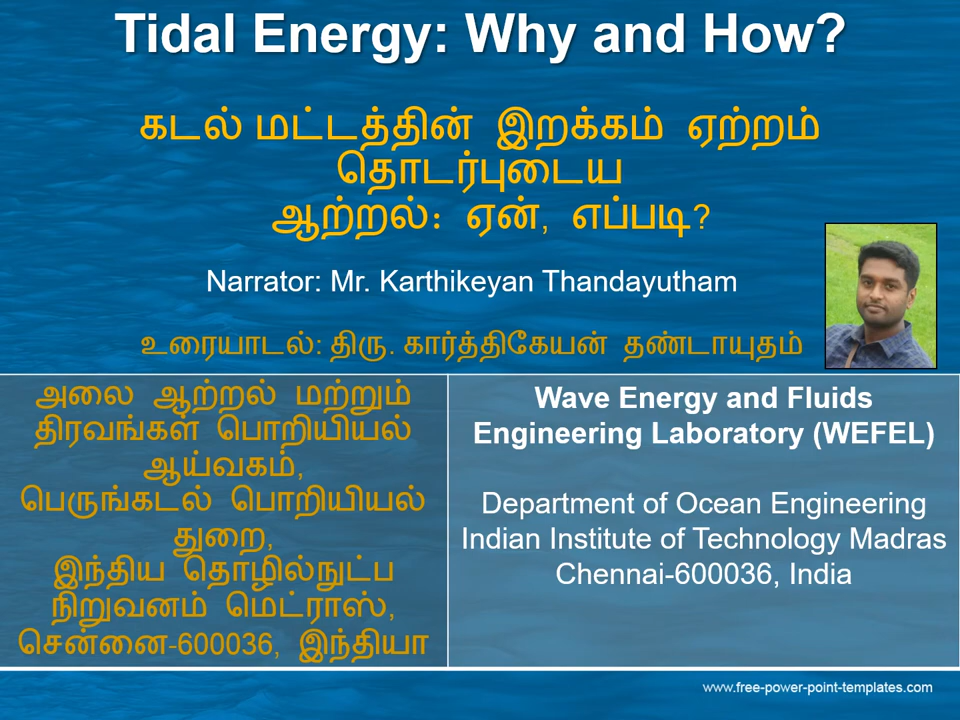 Tidal Energy: Why and How?
கடல் மட்டத்தின் இறக்கம் ஏற்றம்
தொடர்புடைய
ஆற்றல்: ஏன், எப்படி?
Narrator: Mr. Karthikeyan Thandayutham
உரையாடல்: திரு. கார்த்திகேயன் தண்டாயுதம்
அலை ஆற்றல் மற்றும்
திரவங்கள் பொறியியல்
ஆய்வகம்,
பெருங்கடல் பொறியியல்
துறை,
இந்திய தொழில்நுட்ப
நிறுவனம் மெட்ராஸ்,
சென்னை-600036, இந்தியா
Wave Energy and Fluids
Engineering Laboratory (WEFEL)
Department of Ocean Engineering
Indian Institute of Technology Madras
Chennai-600036, India
www.free-power-point-templates.com